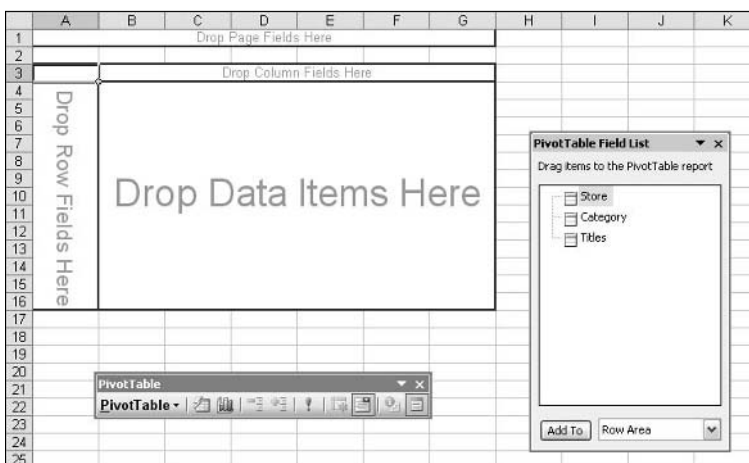 A B C D E F G H I J K
1 Drop Page Fields Here
2
3 Drop Column Fields Here
4
5
6
7
8
9
10
11
12
13
14
15
16
17
18
19
20
21
22
23
24
25
Drop Row Fields Here
Drop Data Items Here
PivotTable Field List
Drag items to the PivotTable report
Store
Category
Titles
Add To Row Area
PivotTable
PivotTable